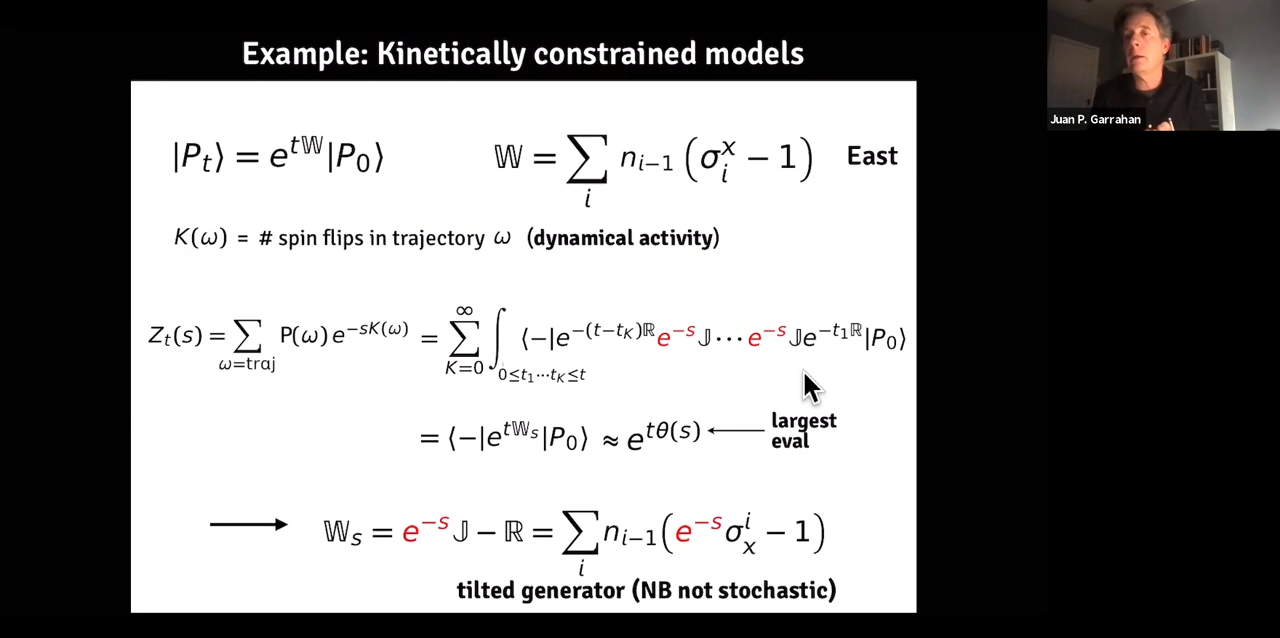 Example: Kinetically constrained models
Juan P. Garrahan
|P_t⟩ = e^{t𝕎}|P_0⟩   𝕎 = ∑_i n_{i−1} (σ_i^x − 1)   East
K(ω) = # spin flips in trajectory ω (dynamical activity)
Z_t(s) = ∑_{ω=traj} P(ω) e^{−sK(ω)} = ∑_{K=0}^{∞} ∫_{0≤t_1⋯t_K≤t} ⟨−|e^{−(t−t_K)ℝ} e^{−s} 𝕁 ⋯ e^{−s} 𝕁 e^{−t_1ℝ}|P_0⟩
= ⟨−|e^{t𝕎_s}|P_0⟩ ≈ e^{tθ(s)} ← largest
eval
→ 𝕎_s = e^{−s} 𝕁 − ℝ = ∑_i n_{i−1}(e^{−s} σ_x^i − 1)
tilted generator (NB not stochastic)